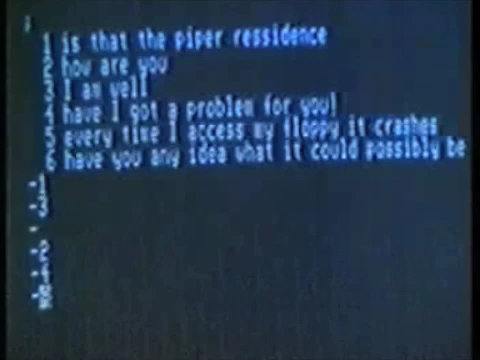 1 is that the piper ressidence
2 how are you
3 I am well
4 have I got a problem for you!
5 every time I access my floppy it crashes
6 have you any idea what it could possibly be